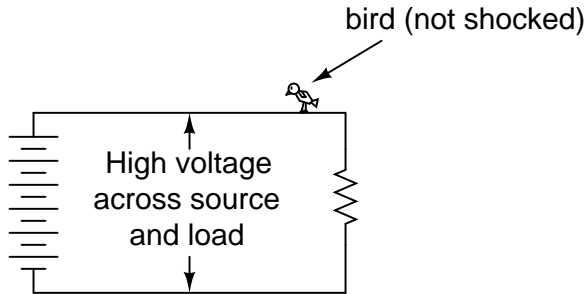 bird (not shocked)
High voltage
across source
and load